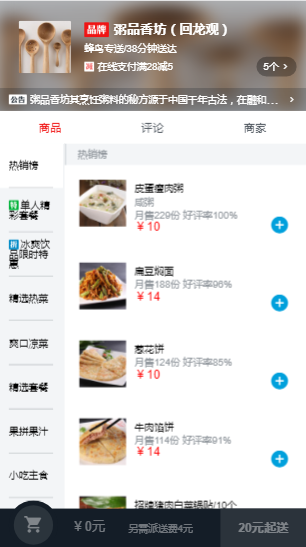 品牌 粥品香坊（回龙观）
蜂鸟专送/38分钟送达
减 在线支付满28减5
5个 >
公告 粥品香坊其烹饪粥料的秘方源于中国千年古法，在融和... >
商品 评论 商家
热销榜
特 单人精彩套餐
折 冰爽饮品限时特惠
精选热菜
爽口凉菜
精选套餐
果拼果汁
小吃主食
热销榜
皮蛋瘦肉粥
咸粥
月售229份 好评率100%
￥10
扁豆焖面
月售188份 好评率96%
￥14
葱花饼
月售124份 好评率85%
￥10
牛肉馅饼
月售114份 好评率91%
￥14
招牌猪肉白菜锅贴/10个
￥0元 另需派送费4元 20元起送